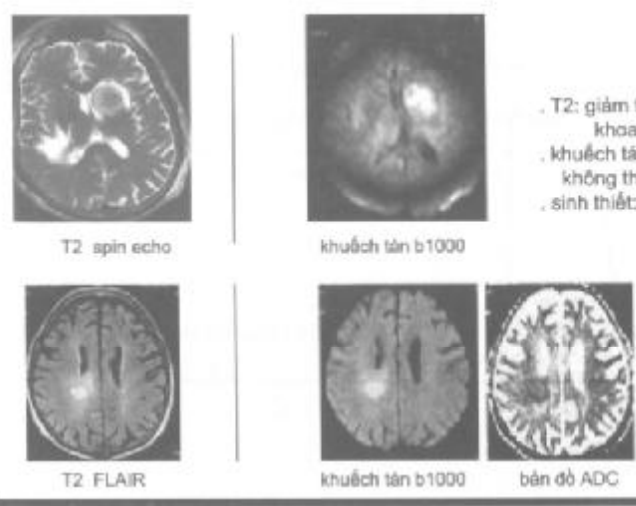 . T2: giảm
khoa
. khuếch tá
không th
. sinh thiết:
T2 spin echo
khuếch tán b1000
T2 FLAIR
khuếch tán b1000
bản đồ ADC